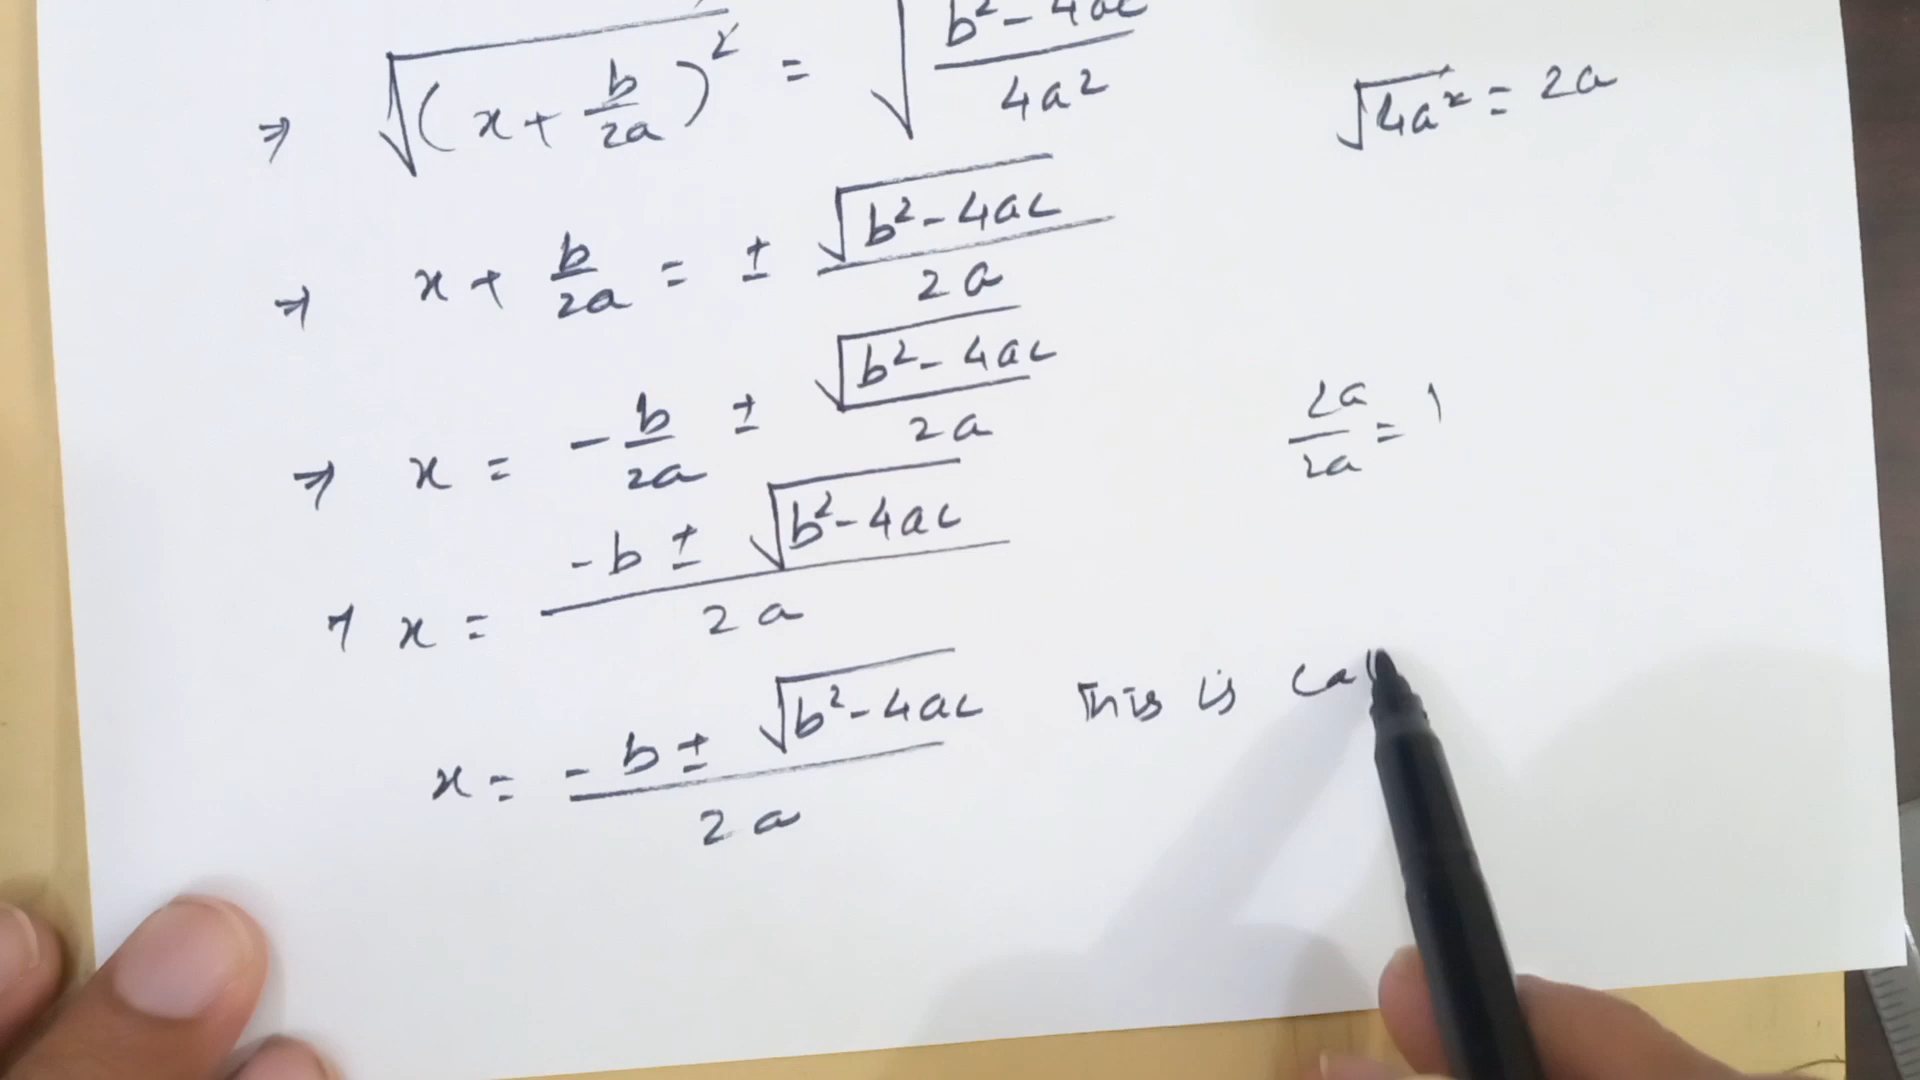 ⇒ √(x + b/2a)² = √(b² - 4ac / 4a2)
√4a² = 2a
⇒ x + b/2a = ± √(b² - 4ac) / 2a
⇒ x = - b/2a ± √(b² - 4ac) / 2a
2a/2a = 1
⇒ x = (-b ± √(b² - 4ac)) / 2a
x = (-b ± √(b² - 4ac)) / 2a This is cal